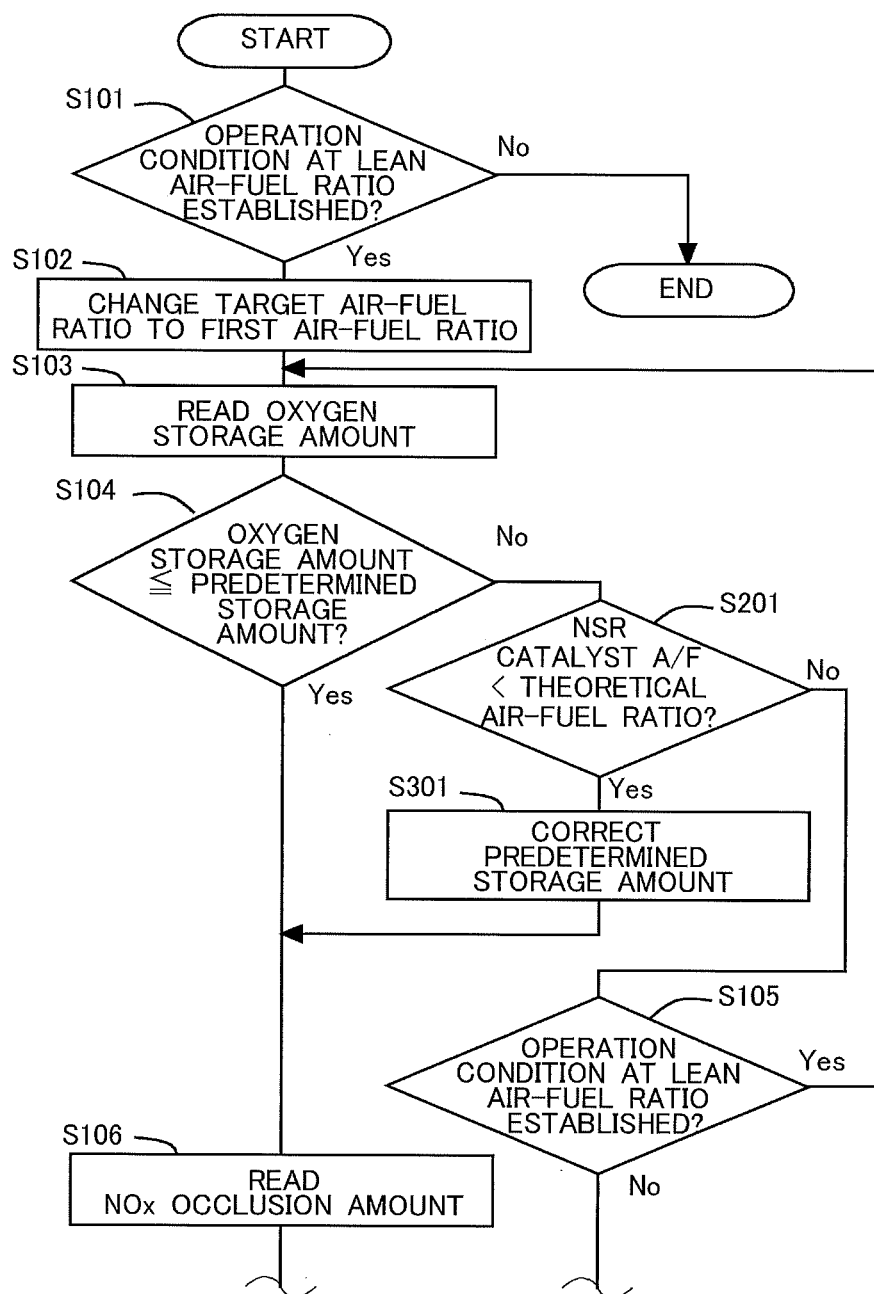 START
S101
OPERATION
CONDITION AT LEAN
AIR-FUEL RATIO
ESTABLISHED?
No
Yes
END
S102
CHANGE TARGET AIR-FUEL
RATIO TO FIRST AIR-FUEL RATIO
S103
READ OXYGEN
STORAGE AMOUNT
S104
OXYGEN
STORAGE AMOUNT
≦ PREDETERMINED
STORAGE
AMOUNT?
No
Yes
S201
NSR
CATALYST A/F
< THEORETICAL
AIR-FUEL RATIO?
No
Yes
S301
CORRECT
PREDETERMINED
STORAGE AMOUNT
S105
OPERATION
CONDITION AT LEAN
AIR-FUEL RATIO
ESTABLISHED?
Yes
No
S106
READ
NOx OCCLUSION AMOUNT